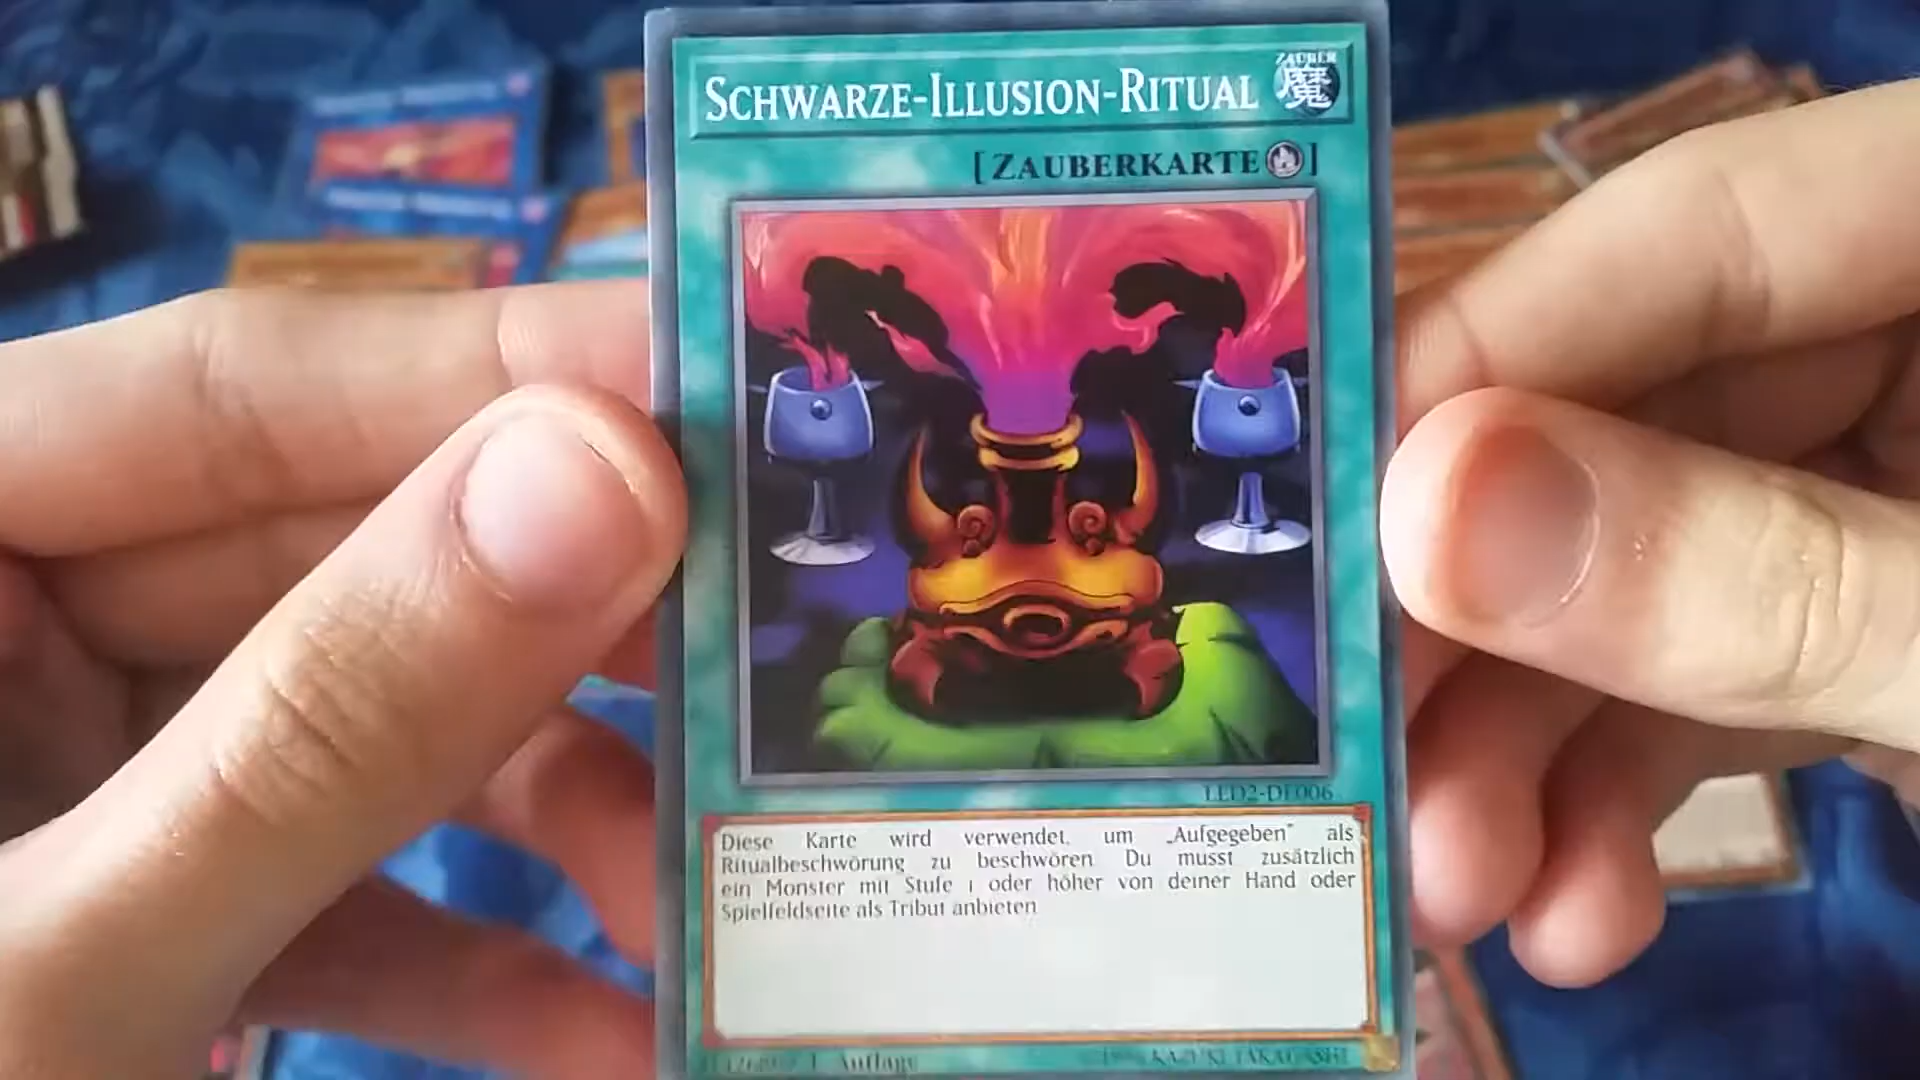 SCHWARZE-ILLUSION-RITUAL
ZAUBER
魔
[ZAUBERKARTE]
LED2-DE006
Diese Karte wird verwendet, um „Aufgegeben" als
Ritualbeschwörung zu beschwören. Du musst zusätzlich
ein Monster mit Stufe 1 oder höher von deiner Hand oder
Spielfeldseite als Tribut anbieten.
1. Auflage
KAZUKI TAKAHASHI